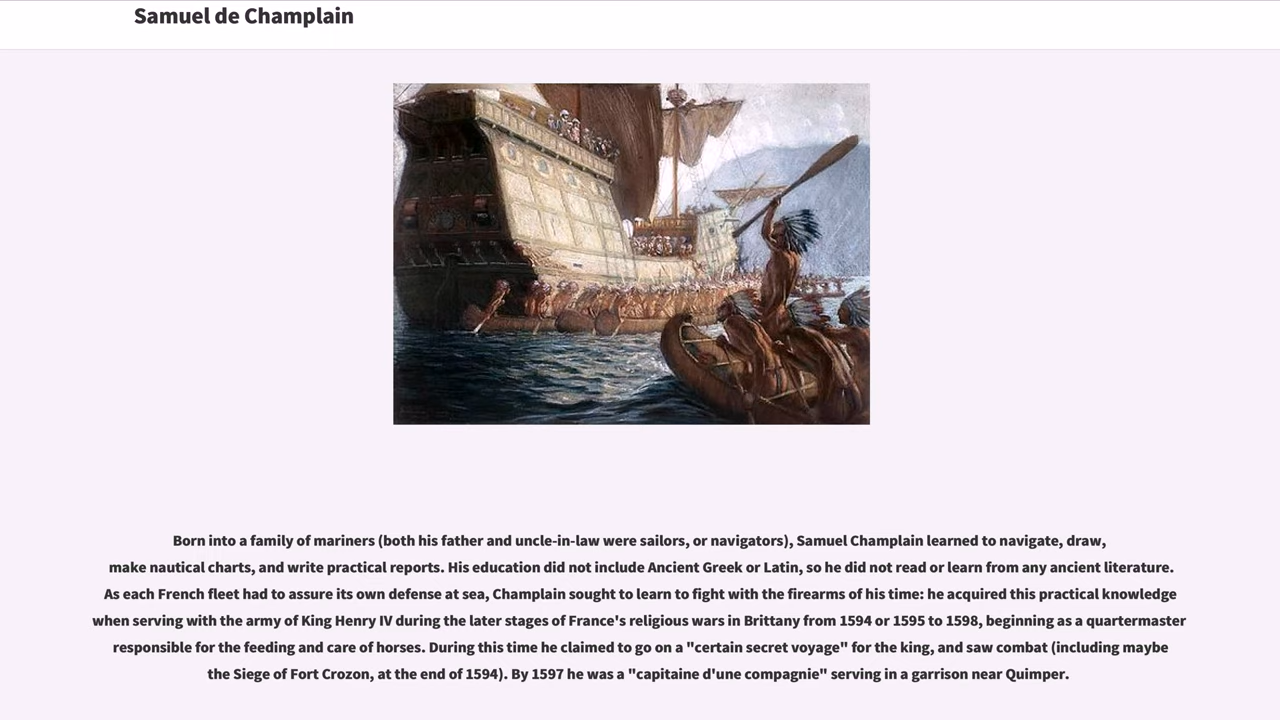 Samuel de Champlain
Born into a family of mariners (both his father and uncle-in-law were sailors, or navigators), Samuel Champlain learned to navigate, draw,
make nautical charts, and write practical reports. His education did not include Ancient Greek or Latin, so he did not read or learn from any ancient literature.
As each French fleet had to assure its own defense at sea, Champlain sought to learn to fight with the firearms of his time: he acquired this practical knowledge
when serving with the army of King Henry IV during the later stages of France's religious wars in Brittany from 1594 or 1595 to 1598, beginning as a quartermaster
responsible for the feeding and care of horses. During this time he claimed to go on a "certain secret voyage" for the king, and saw combat (including maybe
the Siege of Fort Crozon, at the end of 1594). By 1597 he was a "capitaine d'une compagnie" serving in a garrison near Quimper.